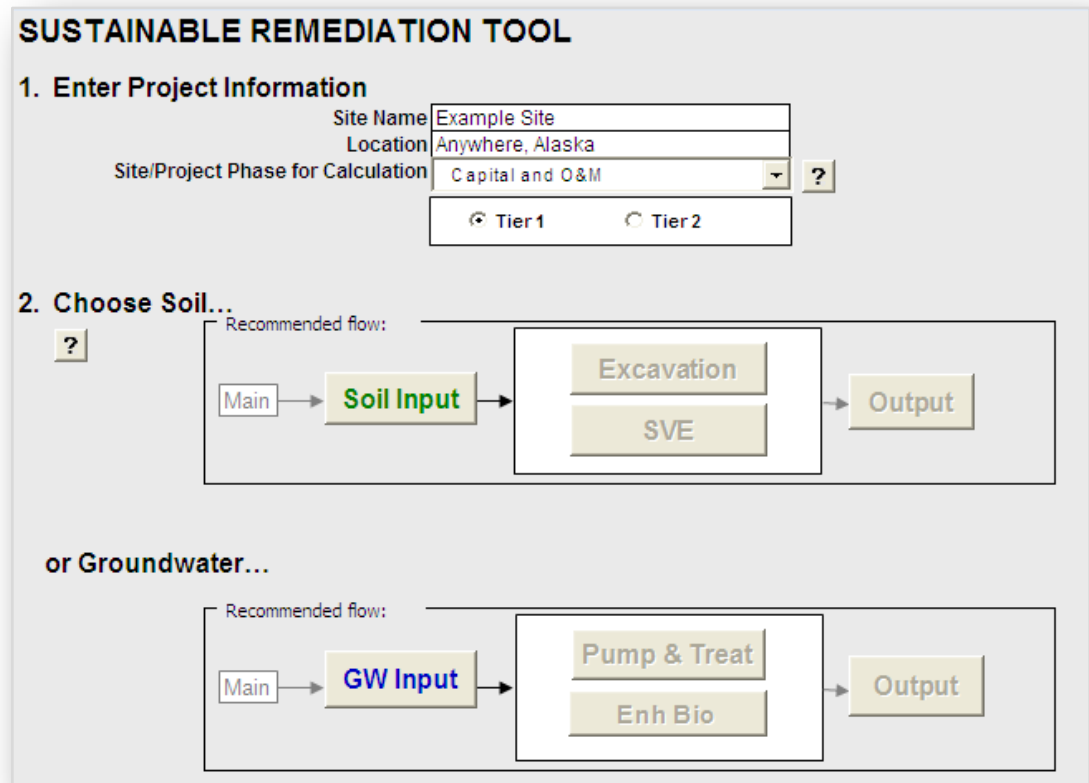 SUSTAINABLE REMEDIATION TOOL
1. Enter Project Information
Site Name Example Site
Location Anywhere, Alaska
Site/Project Phase for Calculation Capital and O&M ?
Tier 1 Tier 2
2. Choose Soil...
?
Recommended flow:
Main Soil Input Excavation SVE Output
or Groundwater...
Recommended flow:
Main GW Input Pump & Treat Enh Bio Output